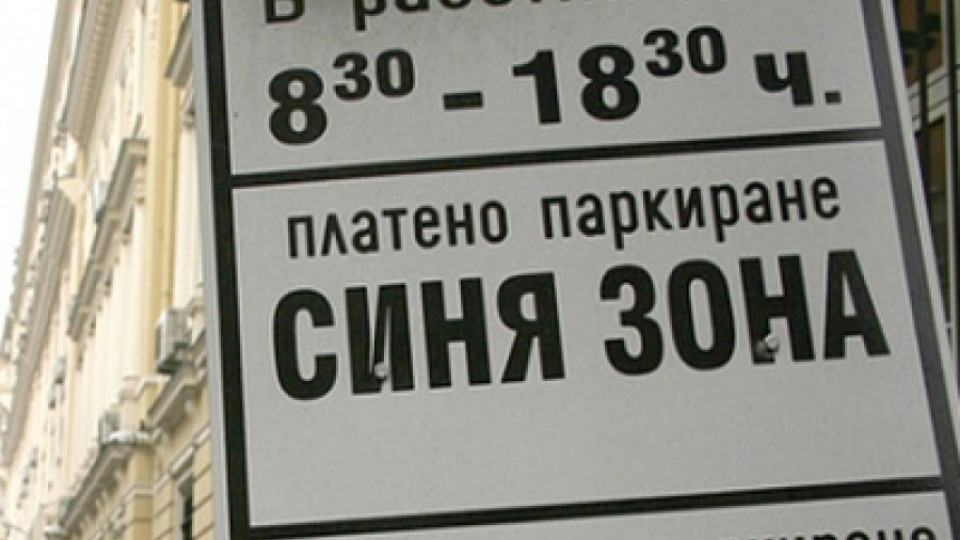 В
8³⁰ - 18³⁰ ч.
платено паркиране
СИНЯ ЗОНА